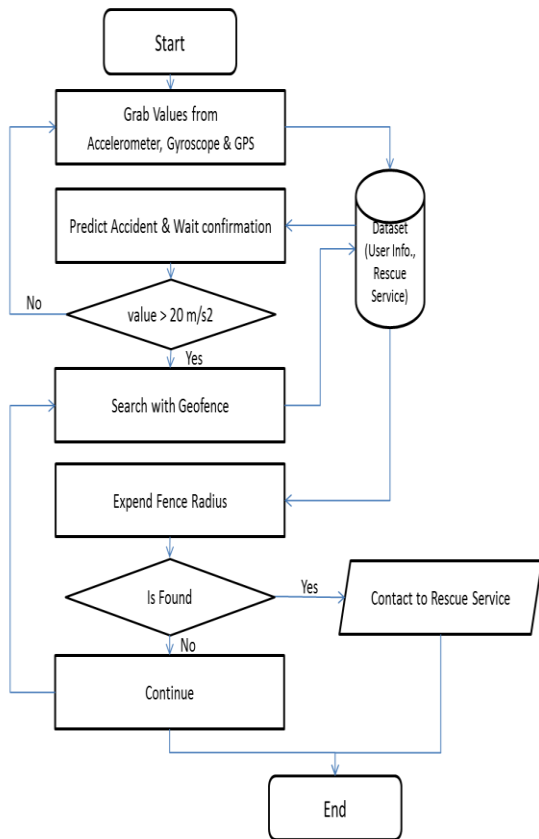 Start
Grab Values from
Accelerometer, Gyroscope & GPS
Predict Accident & Wait confirmation
Dataset
(User Info.,
Rescue
Service)
No
value > 20 m/s2
Yes
Search with Geofence
Expend Fence Radius
Is Found
Yes
Contact to Rescue Service
No
Continue
End